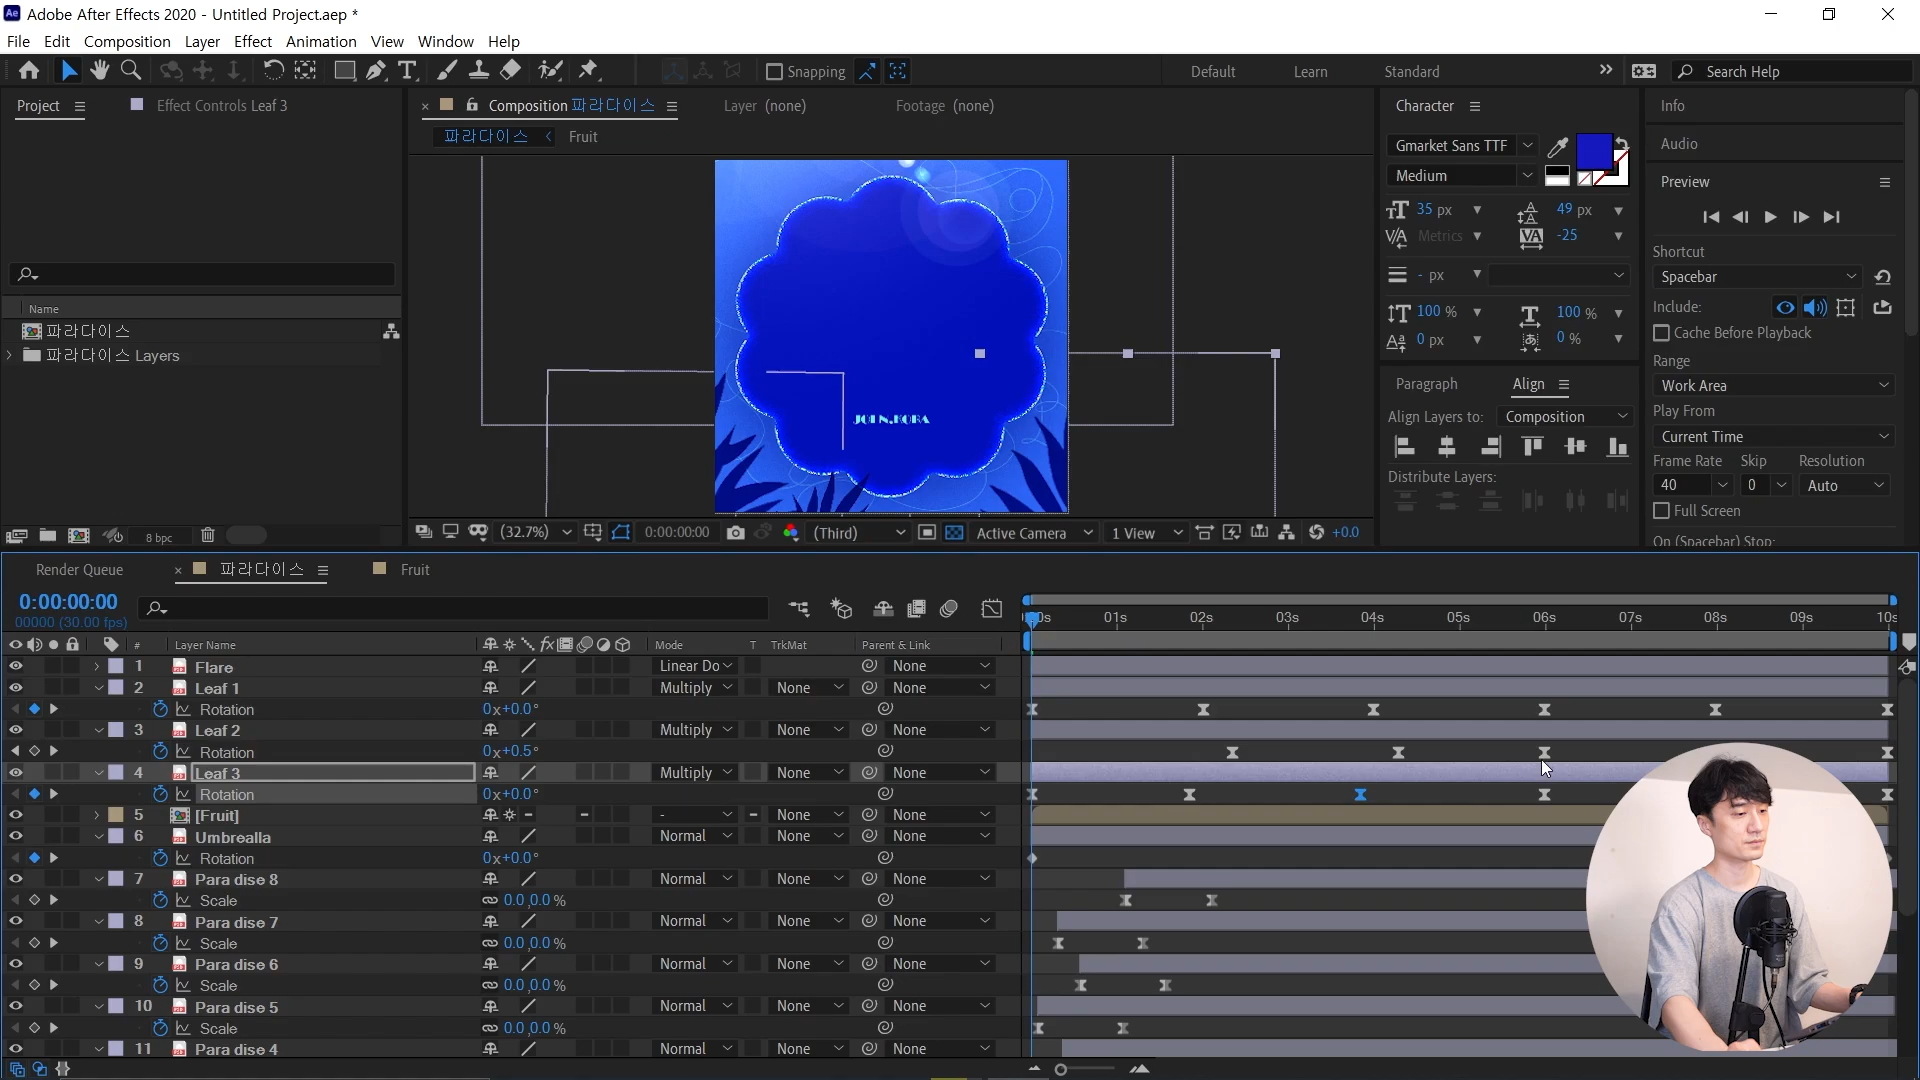 Adobe After Effects 2020 - Untitled Project.aep *
File Edit Composition Layer Effect Animation View Window Help
Snapping Default Learn Standard Search Help
Project Effect Controls Leaf 3 Composition 파라다이스 Layer (none) Footage (none) Character Info
파라다이스 Fruit Gmarket Sans TTF Audio
Medium Preview
35 px 49 px
Metrics -25
Shortcut
- px Spacebar
Name 100 % 100 % Include:
파라다이스 0 px 0 % Cache Before Playback
파라다이스 Layers Range
Paragraph Align Work Area
Align Layers to: Composition Play From
JOFN.KORA Current Time
Frame Rate Skip Resolution
Distribute Layers: 40 0 Auto
Full Screen
8 bpc (32.7%) 0:00:00:00 (Third) Active Camera 1 View +0.0 On (Spacebar) Stop:
Render Queue 파라다이스 Fruit
0:00:00:00
00000 (30.00 fps) 01s 02s 03s 04s 05s 06s 07s 08s 09s 10s
# Layer Name Mode T TrkMat Parent & Link
1 Flare Linear Do None
2 Leaf 1 Multiply None None
Rotation 0x+0.0°
3 Leaf 2 Multiply None None
Rotation 0x+0.5°
4 Leaf 3 Multiply None None
Rotation 0x+0.0°
5 [Fruit] - None None
6 Umbrealla Normal None None
Rotation 0x+0.0°
7 Para dise 8 Normal None None
Scale 0.0,0.0%
8 Para dise 7 Normal None None
Scale 0.0,0.0%
9 Para dise 6 Normal None None
Scale 0.0,0.0%
10 Para dise 5 Normal None None
Scale 0.0,0.0%
11 Para dise 4 Normal None None